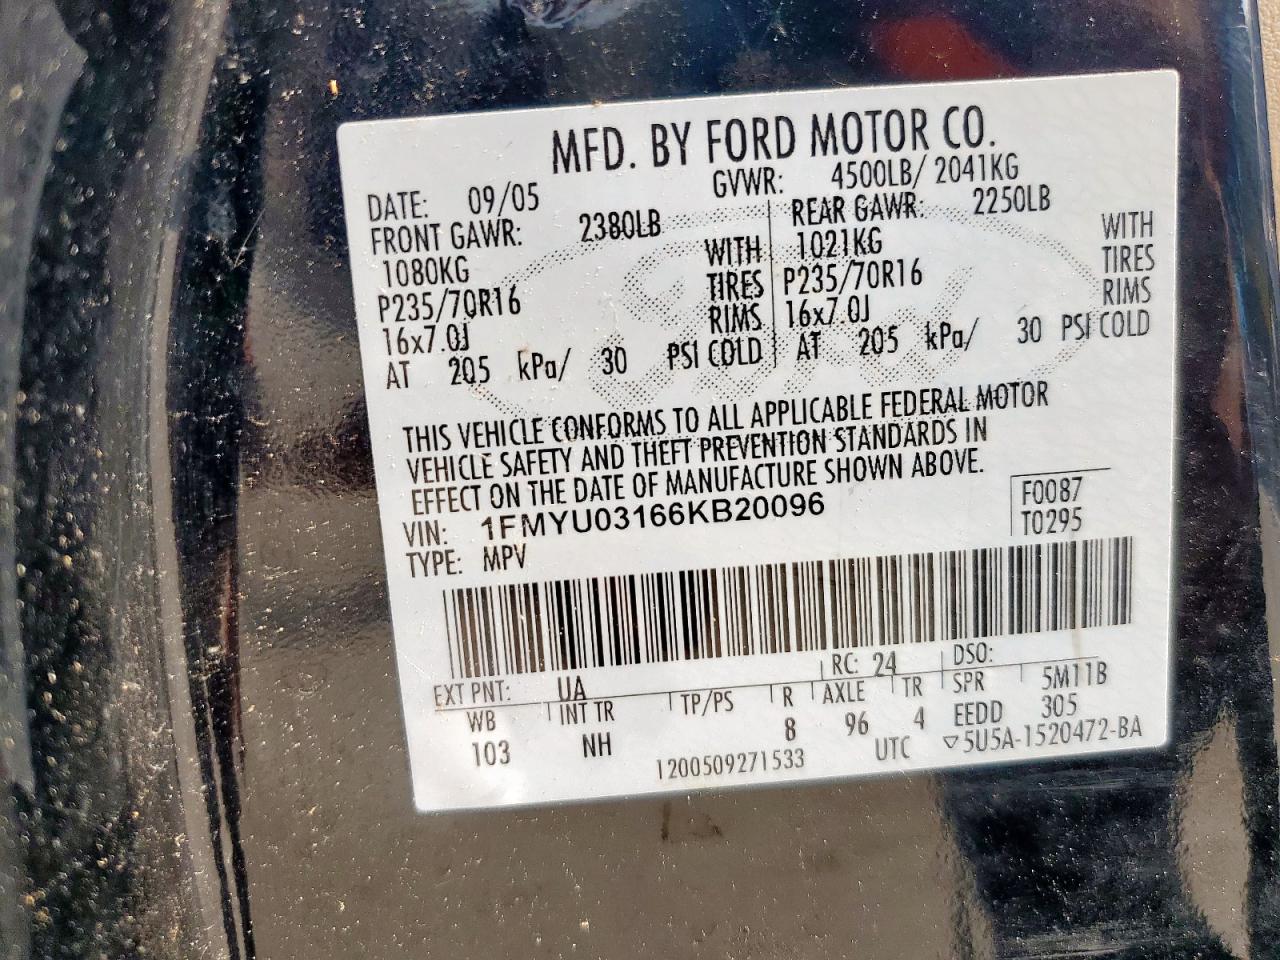 MFD. BY FORD MOTOR CO.
DATE: 09/05 GVWR: 4500LB/ 2041KG
FRONT GAWR: 2380LB REAR GAWR: 2250LB
1080KG WITH 1021KG WITH
P235/70R16 TIRES P235/70R16 TIRES
16x7.0J RIMS 16x7.0J RIMS
AT 205 kPa/ 30 PSI COLD AT 205 kPa/ 30 PSI COLD
THIS VEHICLE CONFORMS TO ALL APPLICABLE FEDERAL MOTOR
VEHICLE SAFETY AND THEFT PREVENTION STANDARDS IN
EFFECT ON THE DATE OF MANUFACTURE SHOWN ABOVE.
VIN: 1FMYU03166KB20096 F0087
TYPE: MPV T0295
EXT PNT: UA RC: 24 DSO:
WB INT TR TP/PS R AXLE TR SPR 5M11B
103 NH 8 96 4 EEDD 305
1200509271533 UTC ▽5U5A-1520472-BA